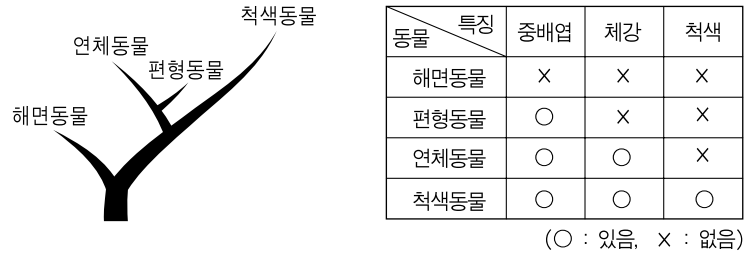 척색동물
연체동물
편형동물
해면동물
특징
동물
중배엽 체강 척색
해면동물 × × ×
편형동물 ○ × ×
연체동물 ○ ○ ×
척색동물 ○ ○ ○
(○ : 있음, × : 없음)